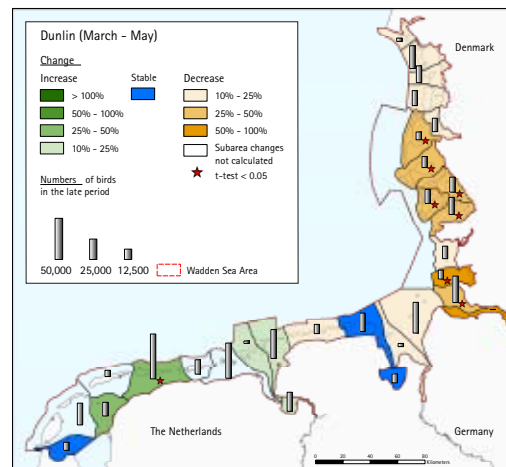 Dunlin (March - May)
Denmark
Change
Increase
Stable
Decrease
> 100%
10% - 25%
50% - 100%
25% - 50%
25% - 50%
50% - 100%
10% - 25%
Subarea changes
not calculated
Numbers of birds
in the late period
t-test < 0.05
50,000 25,000 12,500
Wadden Sea Area
The Netherlands
Germany
0 10 20 40 60 80
Kilometers